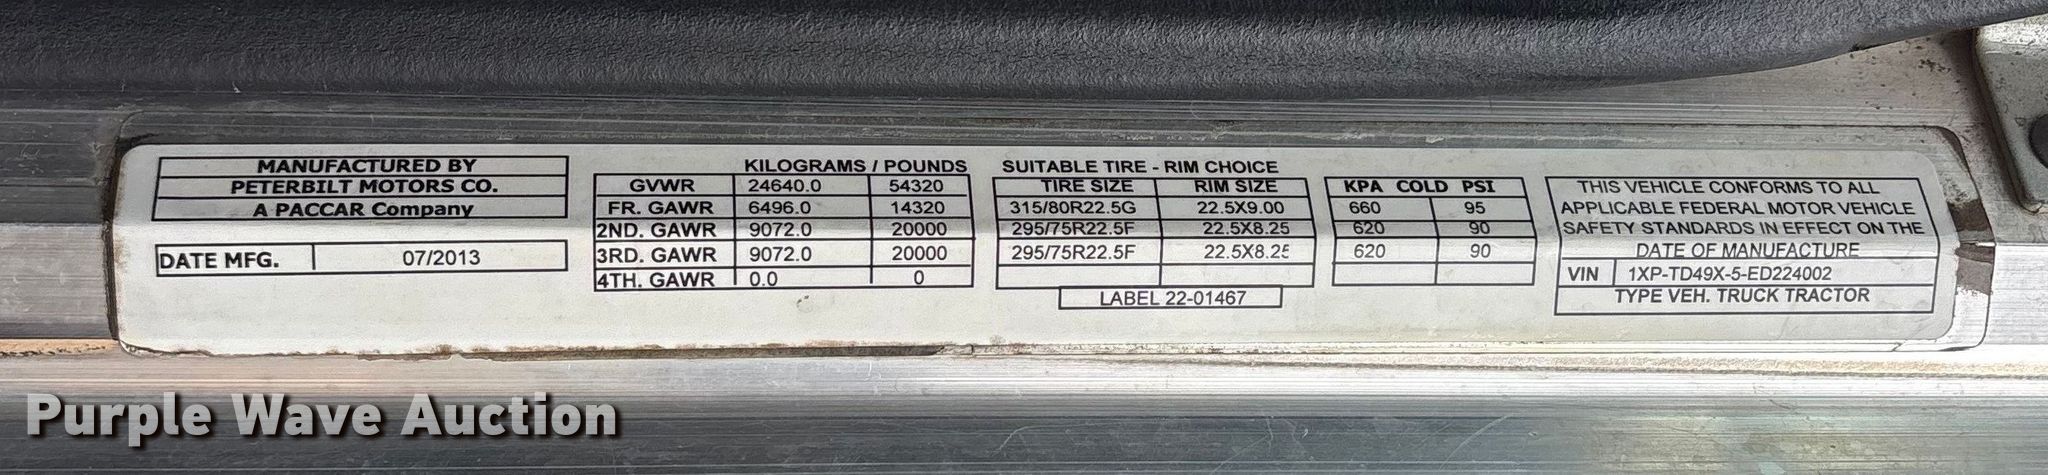 MANUFACTURED BY
PETERBILT MOTORS CO.
A PACCAR Company
DATE MFG. 07/2013
KILOGRAMS / POUNDS
GVWR 24640.0 54320
FR. GAWR 6496.0 14320
2ND. GAWR 9072.0 20000
3RD. GAWR 9072.0 20000
4TH. GAWR 0.0 0
SUITABLE TIRE - RIM CHOICE
TIRE SIZE RIM SIZE
315/80R22.5G 22.5X9.00
295/75R22.5F 22.5X8.25
295/75R22.5F 22.5X8.25
LABEL 22-01467
KPA COLD PSI
660 95
620 90
620 90
THIS VEHICLE CONFORMS TO ALL
APPLICABLE FEDERAL MOTOR VEHICLE
SAFETY STANDARDS IN EFFECT ON THE
DATE OF MANUFACTURE
VIN 1XP-TD49X-5-ED224002
TYPE VEH. TRUCK TRACTOR
Purple Wave Auction